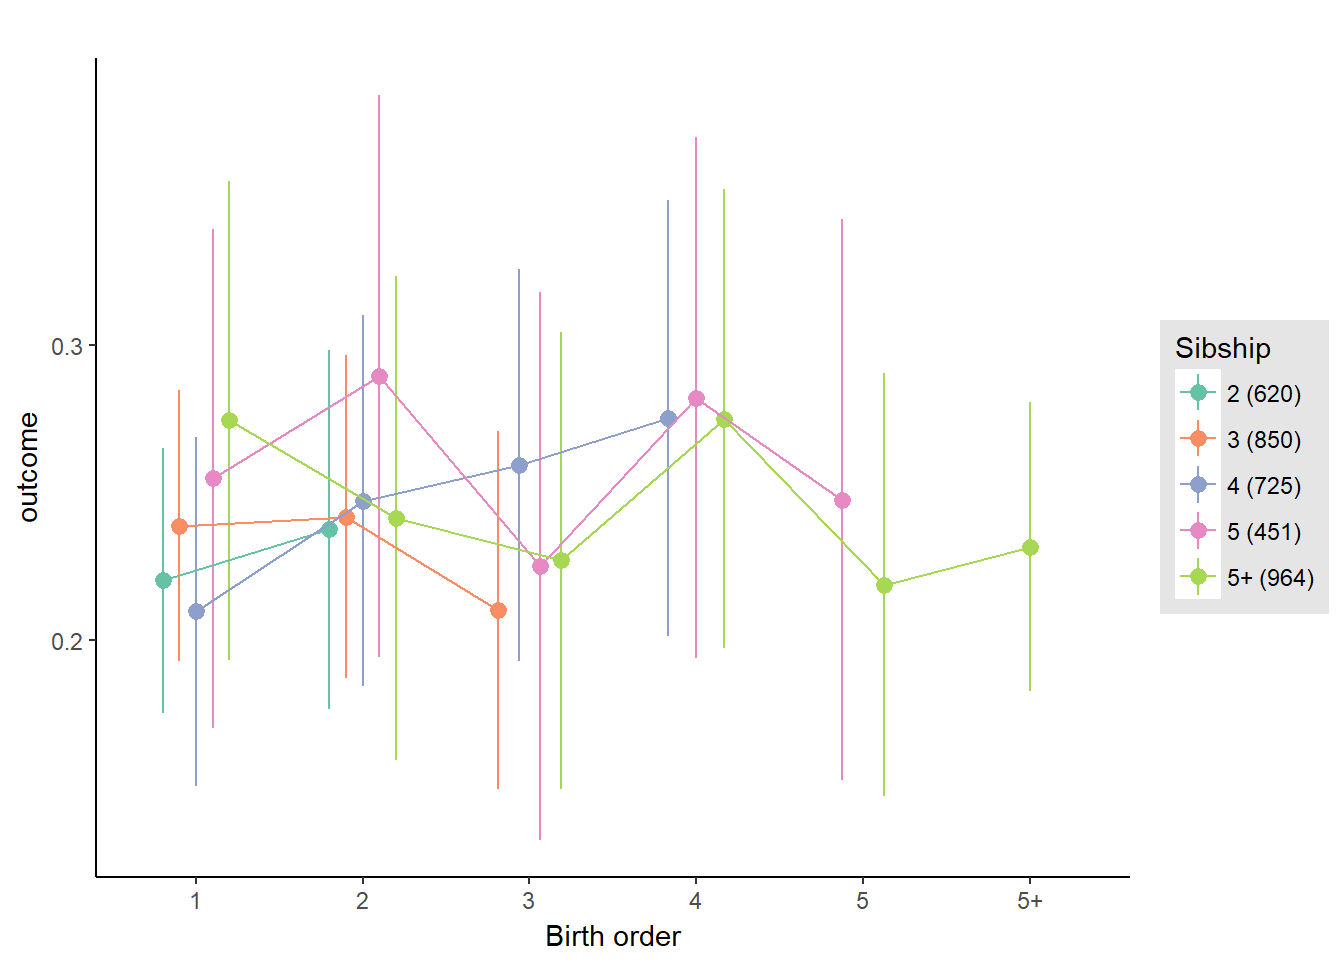 outcome
0.3
0.2
1 2 3 4 5 5+
Birth order
Sibship
2 (620)
3 (850)
4 (725)
5 (451)
5+ (964)